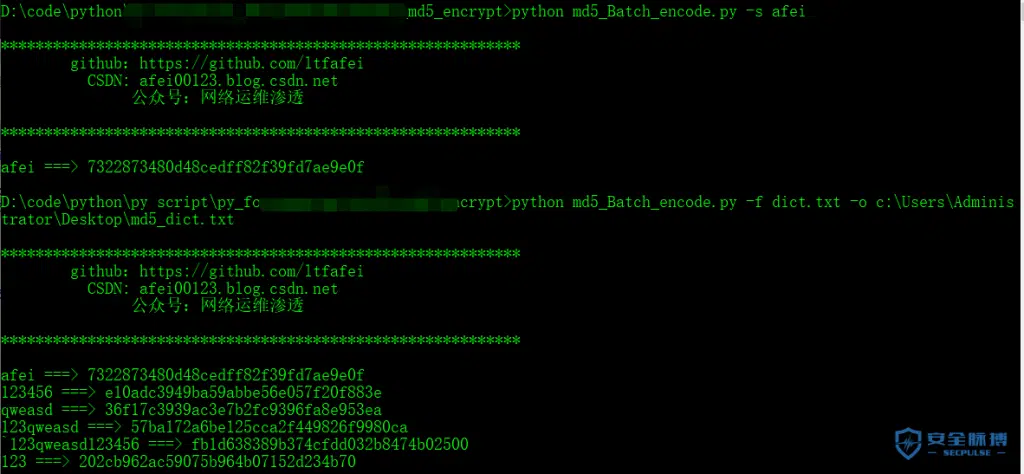 D:\code\python\ md5_encrypt>python md5_Batch_encode.py -s afei
************************************************************
github: https://github.com/ltfafei
CSDN: afei00123.blog.csdn.net
公众号：网络运维渗透
************************************************************
afei ===> 7322873480d48cedff82f39fd7ae9e0f
D:\code\python\py script\py_fc ncrypt>python md5_Batch_encode.py -f dict.txt -o c:\Users\Adminis
trator\Desktop\md5_dict.txt
************************************************************
github: https://github.com/ltfafei
CSDN: afei00123.blog.csdn.net
公众号：网络运维渗透
************************************************************
afei ===> 7322873480d48cedff82f39fd7ae9e0f
123456 ===> e10adc3949ba59abbe56e057f20f883e
qweasd ===> 36f17c3939ac3e7b2fc9396fa8e953ea
123qweasd ===> 57ba172a6be125cca2f449826f9980ca
`123qweasd123456 ===> fb1d638389b374cfdd032b8474b02500
123 ===> 202cb962ac59075b964b07152d234b70
安全脉搏
SECPULSE